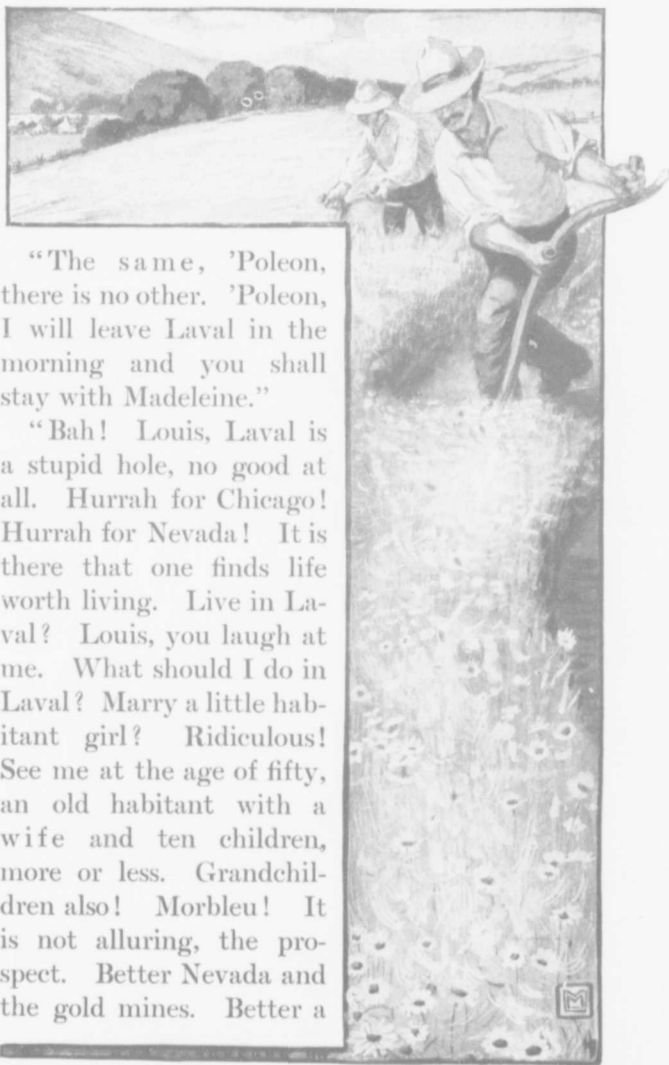 “The same, ’Poleon,
there is no other. ’Poleon,
I will leave Laval in the
morning and you shall
stay with Madeleine.”
“Bah! Louis, Laval is
a stupid hole, no good at
all. Hurrah for Chicago!
Hurrah for Nevada! It is
there that one finds life
worth living. Live in La-
val? Louis, you laugh at
me. What should I do in
Laval? Marry a little hab-
itant girl? Ridiculous!
See me at the age of fifty,
an old habitant with a
wife and ten children,
more or less. Grandchil-
dren also! Morbleu! It
is not alluring, the pro-
spect. Better Nevada and
the gold mines. Better a